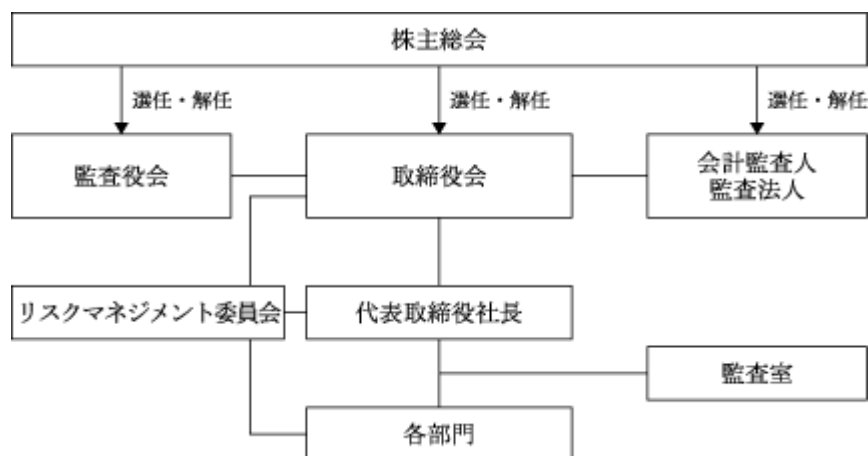 株主総会
選任・解任
選任・解任
選任・解任
監査役会
取締役会
会計監査人
監査法人
リスクマネジメント委員会
代表取締役社長
監査室
各部門